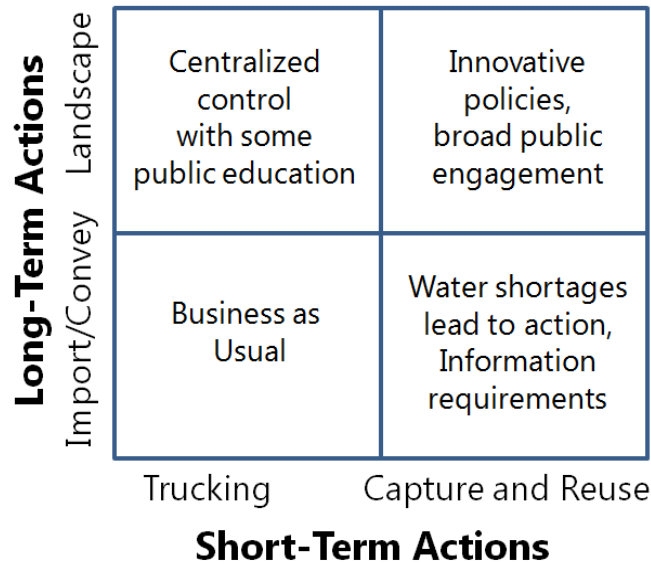 Long-Term Actions
Landscape
Import/Convey
Centralized
control
with some
public education
Innovative
policies,
broad public
engagement
Business as
Usual
Water shortages
lead to action,
Information
requirements
Trucking
Capture and Reuse
Short-Term Actions